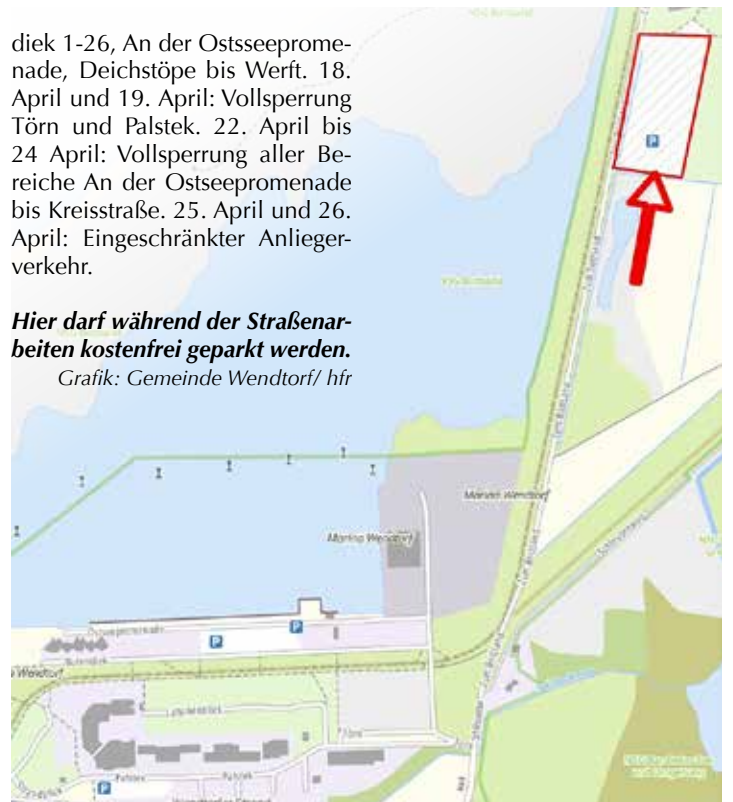 diek 1-26, An der Ostsseeprome-
nade, Deichstöpe bis Werft. 18.
April und 19. April: Vollsperrung
Törn und Palstek. 22. April bis
24 April: Vollsperrung aller Be-
reiche An der Ostseepromenade
bis Kreisstraße. 25. April und 26.
April: Eingeschränkter Anlieger-
verkehr.
Hier darf während der Straßenar-
beiten kostenfrei geparkt werden.
Grafik: Gemeinde Wendtorf/ hfr
P
Marina Wendtorf
Marina Wendtorf
P
P
Wendtorf
Törn
Palstek
Palstek
P